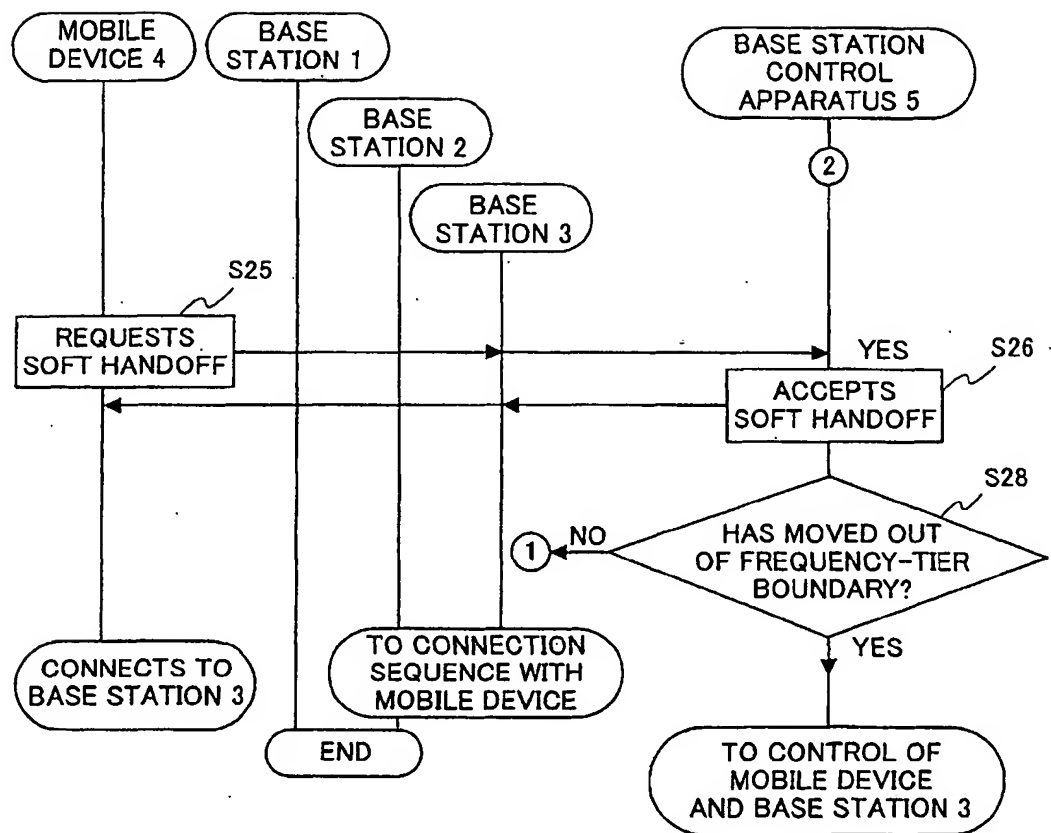 MOBILE
DEVICE 4
BASE
STATION 1
BASE STATION
CONTROL
APPARATUS 5
BASE
STATION 2
2
BASE
STATION 3
S25
REQUESTS
SOFT HANDOFF
YES
S26
ACCEPTS
SOFT HANDOFF
S28
1
NO
HAS MOVED OUT
OF FREQUENCY-TIER
BOUNDARY?
YES
CONNECTS TO
BASE STATION 3
TO CONNECTION
SEQUENCE WITH
MOBILE DEVICE
END
TO CONTROL OF
MOBILE DEVICE
AND BASE STATION 3